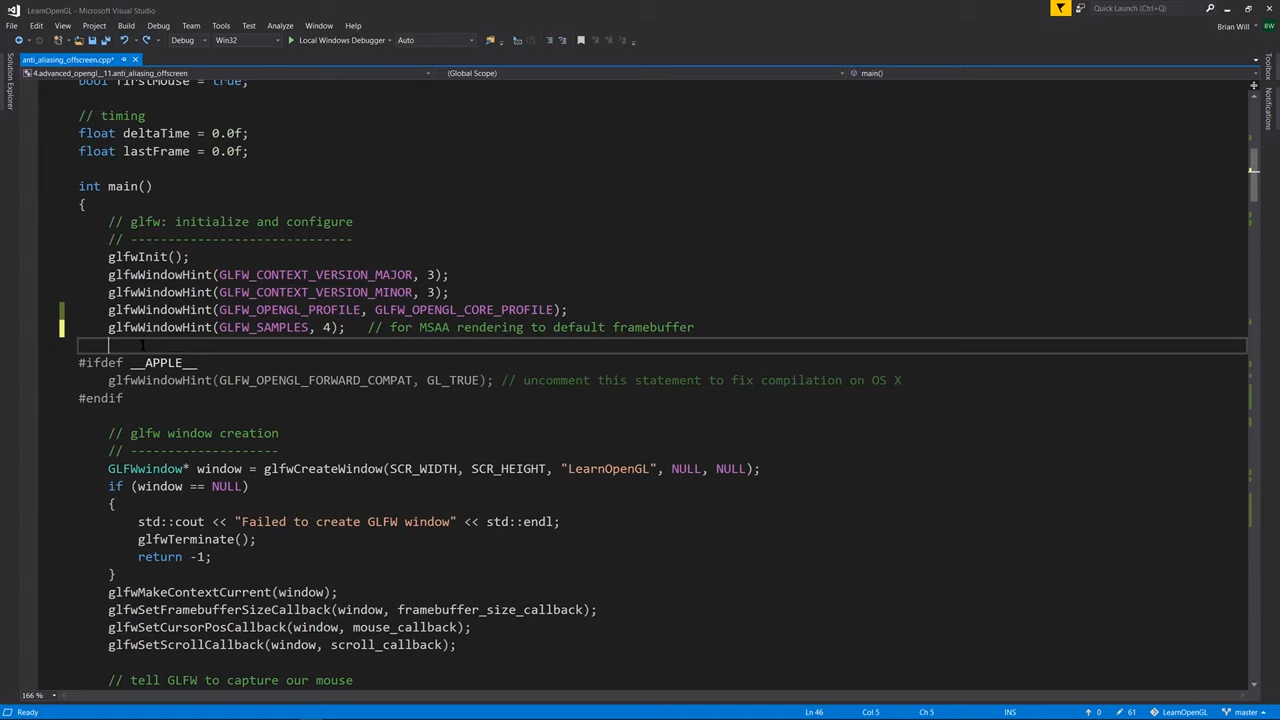 LearnOpenGL - Microsoft Visual Studio
Quick Launch (Ctrl+Q)
File Edit View Project Build Debug Team Tools Test Analyze Window Help
Brian Will
Debug Win32 Local Windows Debugger Auto
anti_aliasing_offscreen.cpp*
4.advanced_opengl__11.anti_aliasing_offscreen (Global Scope) main()
Solution Explorer
Toolbox
Notifications
bool firstMouse = true;
// timing
float deltaTime = 0.0f;
float lastFrame = 0.0f;
int main()
{
// glfw: initialize and configure
// ------------------------------
glfwInit();
glfwWindowHint(GLFW_CONTEXT_VERSION_MAJOR, 3);
glfwWindowHint(GLFW_CONTEXT_VERSION_MINOR, 3);
glfwWindowHint(GLFW_OPENGL_PROFILE, GLFW_OPENGL_CORE_PROFILE);
glfwWindowHint(GLFW_SAMPLES, 4); // for MSAA rendering to default framebuffer
#ifdef __APPLE__
glfwWindowHint(GLFW_OPENGL_FORWARD_COMPAT, GL_TRUE); // uncomment this statement to fix compilation on OS X
#endif
// glfw window creation
// --------------------
GLFWwindow* window = glfwCreateWindow(SCR_WIDTH, SCR_HEIGHT, "LearnOpenGL", NULL, NULL);
if (window == NULL)
{
std::cout << "Failed to create GLFW window" << std::endl;
glfwTerminate();
return -1;
}
glfwMakeContextCurrent(window);
glfwSetFramebufferSizeCallback(window, framebuffer_size_callback);
glfwSetCursorPosCallback(window, mouse_callback);
glfwSetScrollCallback(window, scroll_callback);
// tell GLFW to capture our mouse
166 %
Ready Ln 46 Col 5 Ch 5 INS 0 61 LearnOpenGL master
BW